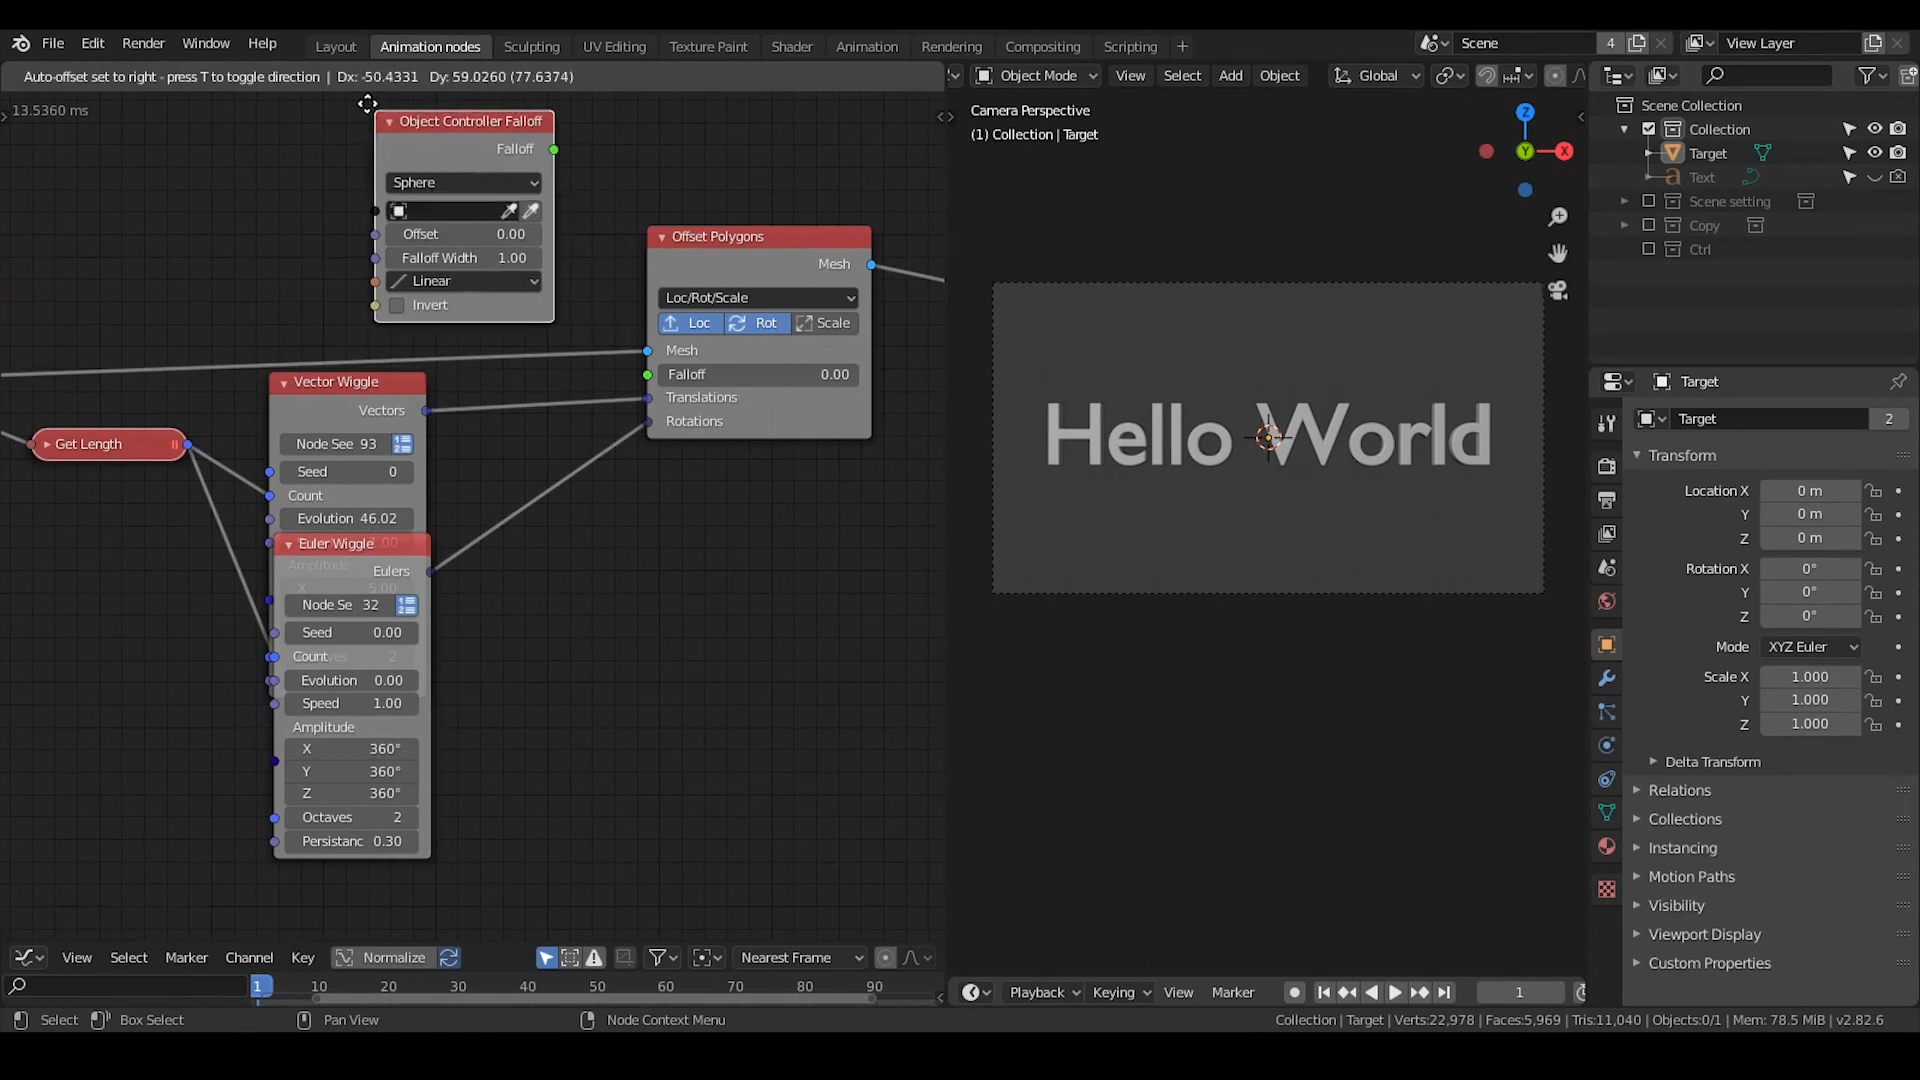 File Edit Render Window Help Layout Animation nodes Sculpting UV Editing Texture Paint Shader Animation Rendering Compositing Scripting Scene 4 View Layer
Auto-offset set to right - press T to toggle direction | Dx: -50.4331 Dy: 59.0260 (77.6374)
Object Mode View Select Add Object Global
13.5360 ms
Object Controller Falloff
Falloff
Sphere
Offset 0.00
Falloff Width 1.00
Linear
Invert
Offset Polygons
Mesh
Loc/Rot/Scale
Loc Rot Scale
Mesh
Falloff 0.00
Translations
Rotations
Get Length
Vector Wiggle
Vectors
Node See 93
Seed 0
Count
Evolution 46.02
1.00
Amplitude
X 5.00
Euler Wiggle
Eulers
Node Se 32
Seed 0.00
Count
2
Evolution 0.00
Speed 1.00
Amplitude
X 360°
Y 360°
Z 360°
Octaves 2
Persistanc 0.30
Camera Perspective
(1) Collection | Target
Z
Y
X
Hello World
Scene Collection
Collection
Target
Text
Scene setting
Copy
Ctrl
Target
Target 2
Transform
Location X 0 m
Y 0 m
Z 0 m
Rotation X 0°
Y 0°
Z 0°
Mode XYZ Euler
Scale X 1.000
Y 1.000
Z 1.000
Delta Transform
Relations
Collections
Instancing
Motion Paths
Visibility
Viewport Display
Custom Properties
View Select Marker Channel Key Normalize Nearest Frame
1 10 20 30 40 50 60 70 80 90
Playback Keying View Marker 1
Select Box Select Pan View Node Context Menu
Collection | Target | Verts:22,978 | Faces:5,969 | Tris:11,040 | Objects:0/1 | Mem: 78.5 MiB | v2.82.6